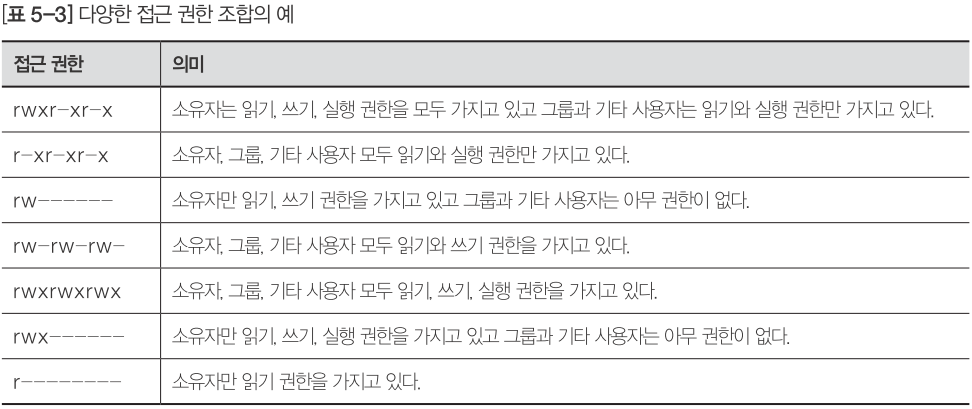 [표 5-3] 다양한 접근 권한 조합의 예
접근 권한 의미
rwxr-xr-x 소유자는 읽기, 쓰기, 실행 권한을 모두 가지고 있고 그룹과 기타 사용자는 읽기와 실행 권한만 가지고 있다.
r-xr-xr-x 소유자, 그룹, 기타 사용자 모두 읽기와 실행 권한만 가지고 있다.
rw------ 소유자만 읽기, 쓰기 권한을 가지고 있고 그룹과 기타 사용자는 아무 권한이 없다.
rw-rw-rw- 소유자, 그룹, 기타 사용자 모두 읽기와 쓰기 권한을 가지고 있다.
rwxrwxrwx 소유자, 그룹, 기타 사용자 모두 읽기, 쓰기, 실행 권한을 가지고 있다.
rwx------ 소유자만 읽기, 쓰기, 실행 권한을 가지고 있고 그룹과 기타 사용자는 아무 권한이 없다.
r-------- 소유자만 읽기 권한을 가지고 있다.